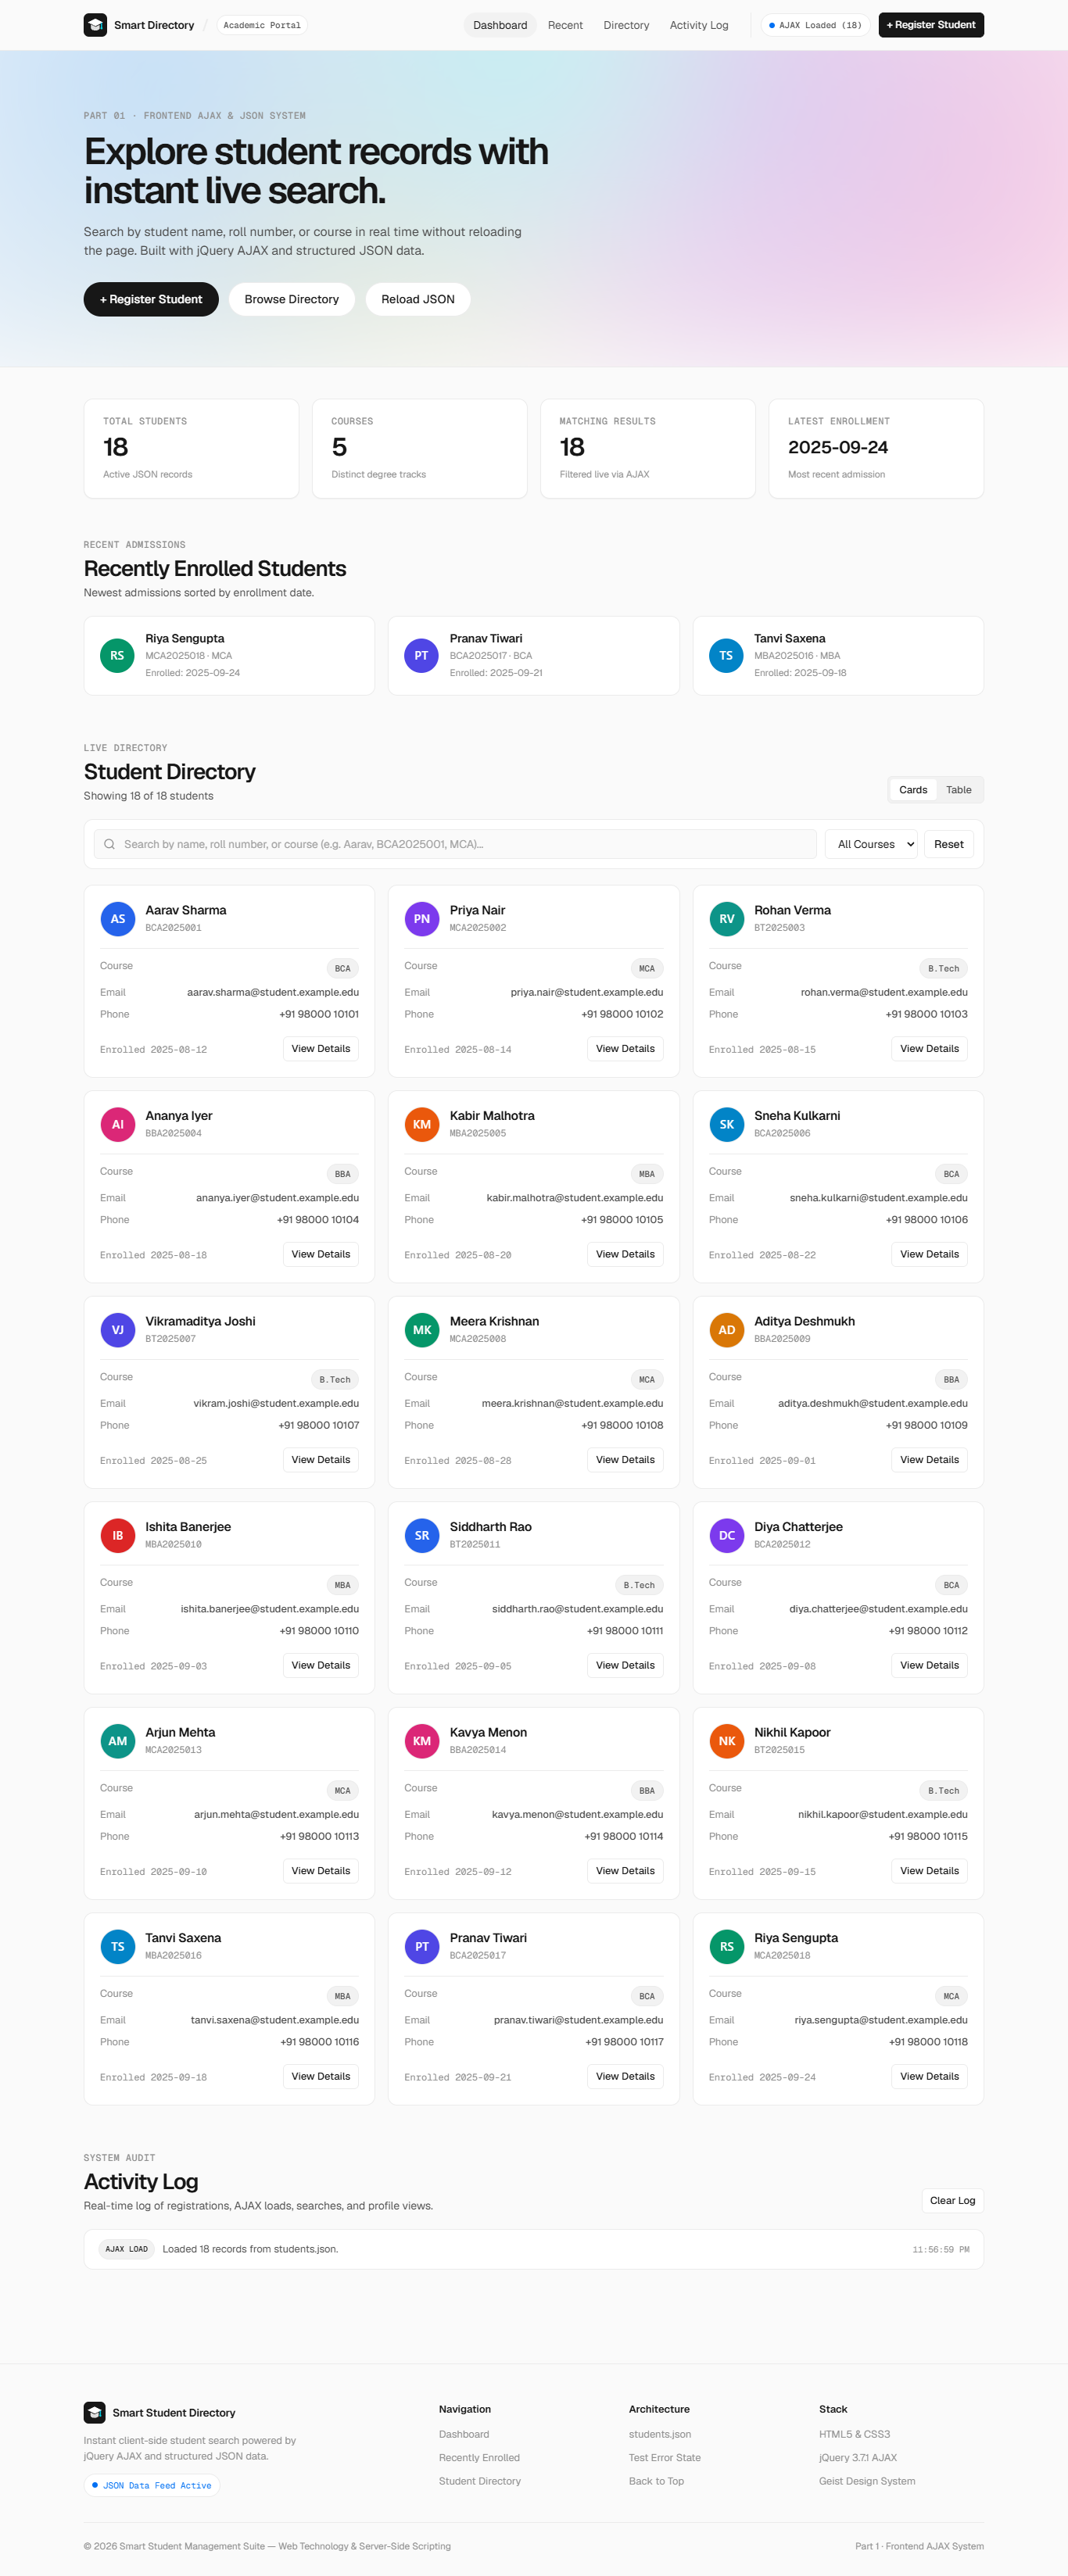 Smart Directory / Academic Portal Dashboard Recent Directory Activity Log AJAX Loaded (18) + Register Student
PART 01 · FRONTEND AJAX & JSON SYSTEM
Explore student records with
instant live search.
Search by student name, roll number, or course in real time without reloading
the page. Built with jQuery AJAX and structured JSON data.
+ Register Student Browse Directory Reload JSON
TOTAL STUDENTS
18
Active JSON records
COURSES
5
Distinct degree tracks
MATCHING RESULTS
18
Filtered live via AJAX
LATEST ENROLLMENT
2025-09-24
Most recent admission
RECENT ADMISSIONS
Recently Enrolled Students
Newest admissions sorted by enrollment date.
RS
Riya Sengupta
MCA2025018 · MCA
Enrolled: 2025-09-24
PT
Pranav Tiwari
BCA2025017 · BCA
Enrolled: 2025-09-21
TS
Tanvi Saxena
MBA2025016 · MBA
Enrolled: 2025-09-18
LIVE DIRECTORY
Student Directory
Showing 18 of 18 students
Cards Table
Search by name, roll number, or course (e.g. Aarav, BCA2025001, MCA)... All Courses Reset
AS
Aarav Sharma
BCA2025001
Course BCA
Email aarav.sharma@student.example.edu
Phone +91 98000 10101
Enrolled 2025-08-12 View Details
PN
Priya Nair
MCA2025002
Course MCA
Email priya.nair@student.example.edu
Phone +91 98000 10102
Enrolled 2025-08-14 View Details
RV
Rohan Verma
BT2025003
Course B.Tech
Email rohan.verma@student.example.edu
Phone +91 98000 10103
Enrolled 2025-08-15 View Details
AI
Ananya Iyer
BBA2025004
Course BBA
Email ananya.iyer@student.example.edu
Phone +91 98000 10104
Enrolled 2025-08-18 View Details
KM
Kabir Malhotra
MBA2025005
Course MBA
Email kabir.malhotra@student.example.edu
Phone +91 98000 10105
Enrolled 2025-08-20 View Details
SK
Sneha Kulkarni
BCA2025006
Course BCA
Email sneha.kulkarni@student.example.edu
Phone +91 98000 10106
Enrolled 2025-08-22 View Details
VJ
Vikramaditya Joshi
BT2025007
Course B.Tech
Email vikram.joshi@student.example.edu
Phone +91 98000 10107
Enrolled 2025-08-25 View Details
MK
Meera Krishnan
MCA2025008
Course MCA
Email meera.krishnan@student.example.edu
Phone +91 98000 10108
Enrolled 2025-08-28 View Details
AD
Aditya Deshmukh
BBA2025009
Course BBA
Email aditya.deshmukh@student.example.edu
Phone +91 98000 10109
Enrolled 2025-09-01 View Details
IB
Ishita Banerjee
MBA2025010
Course MBA
Email ishita.banerjee@student.example.edu
Phone +91 98000 10110
Enrolled 2025-09-03 View Details
SR
Siddharth Rao
BT2025011
Course B.Tech
Email siddharth.rao@student.example.edu
Phone +91 98000 10111
Enrolled 2025-09-05 View Details
DC
Diya Chatterjee
BCA2025012
Course BCA
Email diya.chatterjee@student.example.edu
Phone +91 98000 10112
Enrolled 2025-09-08 View Details
AM
Arjun Mehta
MCA2025013
Course MCA
Email arjun.mehta@student.example.edu
Phone +91 98000 10113
Enrolled 2025-09-10 View Details
KM
Kavya Menon
BBA2025014
Course BBA
Email kavya.menon@student.example.edu
Phone +91 98000 10114
Enrolled 2025-09-12 View Details
NK
Nikhil Kapoor
BT2025015
Course B.Tech
Email nikhil.kapoor@student.example.edu
Phone +91 98000 10115
Enrolled 2025-09-15 View Details
TS
Tanvi Saxena
MBA2025016
Course MBA
Email tanvi.saxena@student.example.edu
Phone +91 98000 10116
Enrolled 2025-09-18 View Details
PT
Pranav Tiwari
BCA2025017
Course BCA
Email pranav.tiwari@student.example.edu
Phone +91 98000 10117
Enrolled 2025-09-21 View Details
RS
Riya Sengupta
MCA2025018
Course MCA
Email riya.sengupta@student.example.edu
Phone +91 98000 10118
Enrolled 2025-09-24 View Details
SYSTEM AUDIT
Activity Log
Real-time log of registrations, AJAX loads, searches, and profile views.
Clear Log
AJAX LOAD Loaded 18 records from students.json. 11:56:59 PM
Smart Student Directory
Instant client-side student search powered by
jQuery AJAX and structured JSON data.
JSON Data Feed Active
Navigation
Dashboard
Recently Enrolled
Student Directory
Architecture
students.json
Test Error State
Back to Top
Stack
HTML5 & CSS3
jQuery 3.7.1 AJAX
Geist Design System
© 2026 Smart Student Management Suite — Web Technology & Server-Side Scripting
Part 1 · Frontend AJAX System